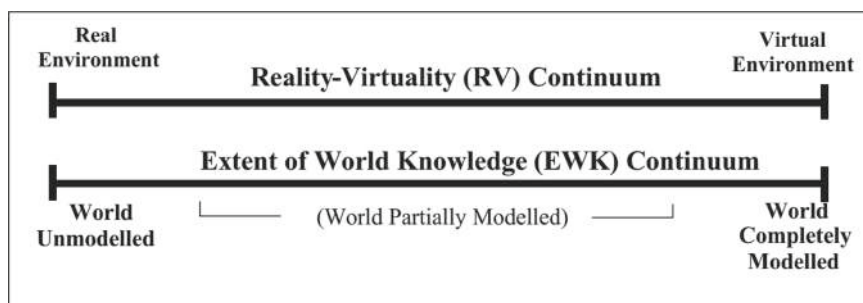 Real
Environment
Virtual
Environment
Reality-Virtuality (RV) Continuum
Extent of World Knowledge (EWK) Continuum
World
Unmodelled
(World Partially Modelled)
World
Completely
Modelled